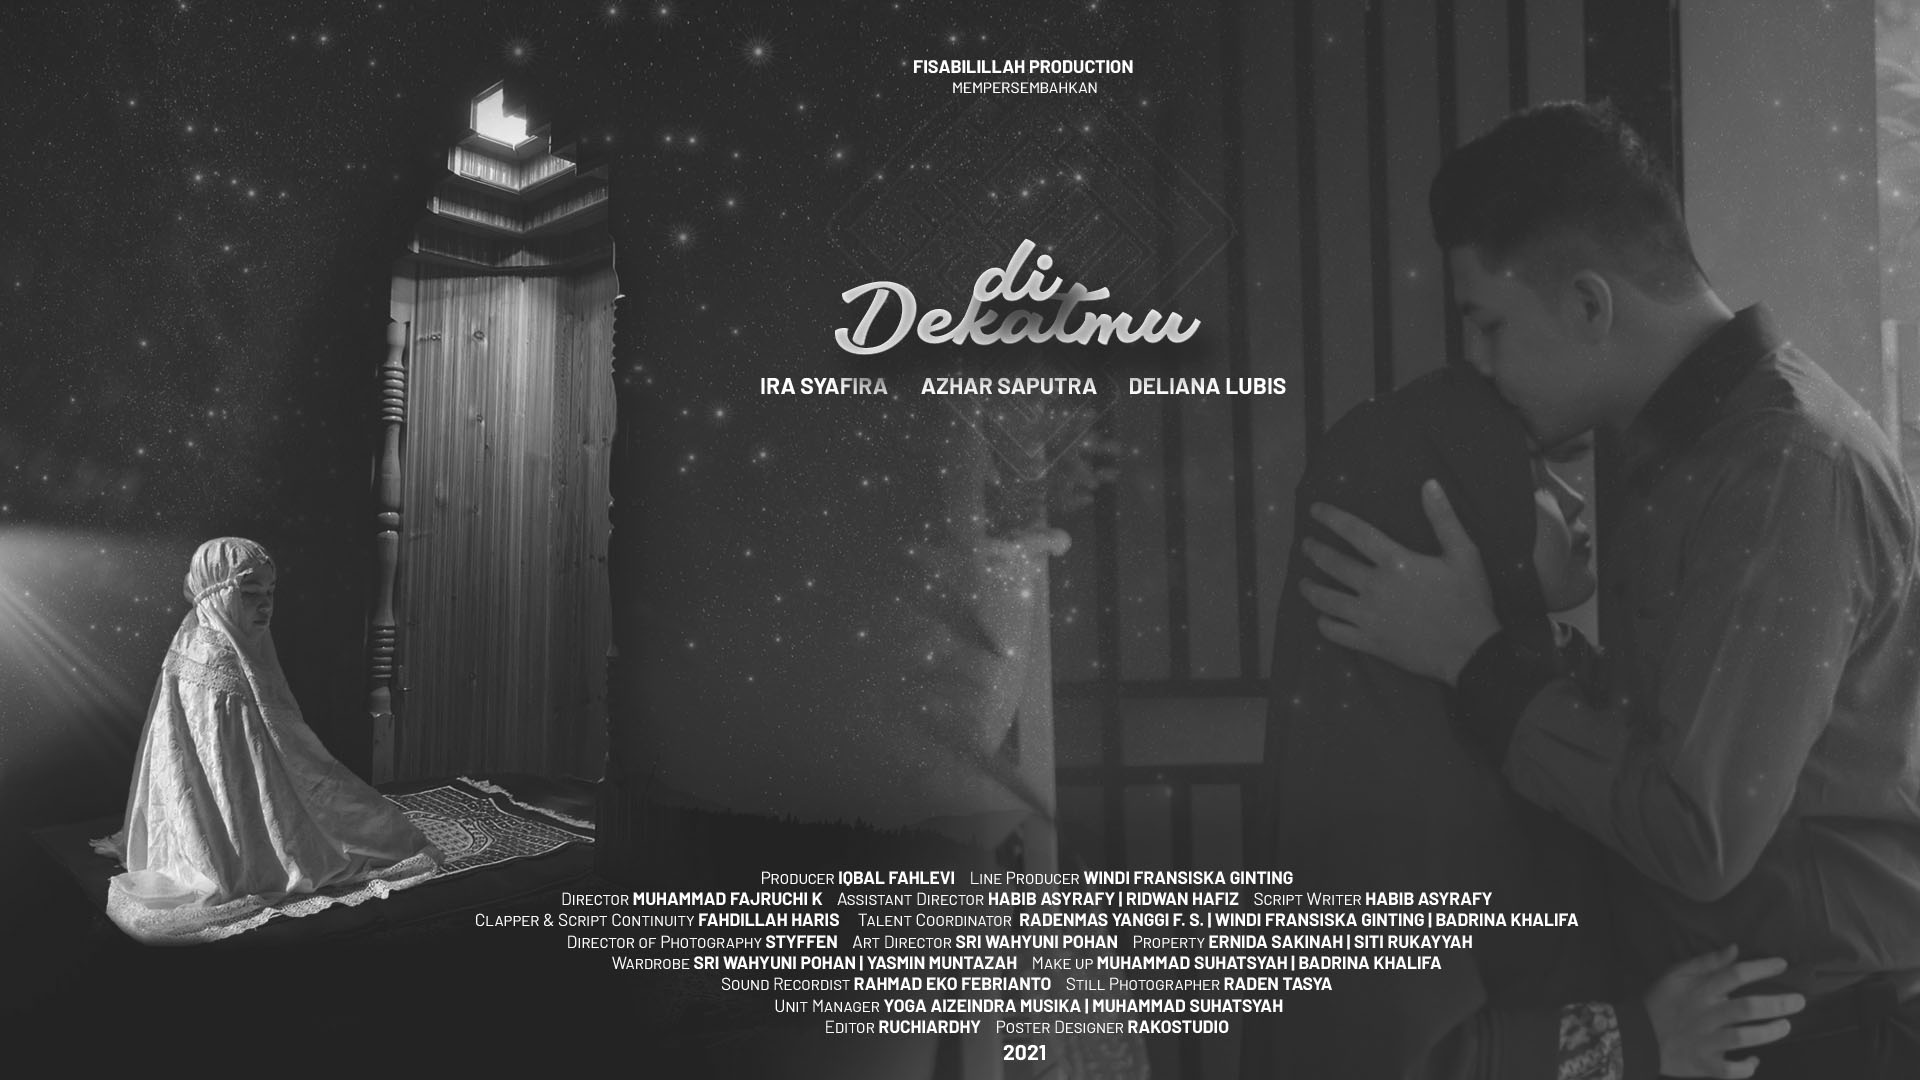 FISABILILLAH PRODUCTION
MEMPERSEMBAHKAN
di
Dekatmu
IRA SYAFIRA AZHAR SAPUTRA DELIANA LUBIS
PRODUCER IQBAL FAHLEVI LINE PRODUCER WINDI FRANSISKA GINTING
DIRECTOR MUHAMMAD FAJRUCHI K ASSISTANT DIRECTOR HABIB ASYRAFY | RIDWAN HAFIZ SCRIPT WRITER HABIB ASYRAFY
CLAPPER & SCRIPT CONTINUITY FAHDILLAH HARIS TALENT COORDINATOR RADENMAS YANGGI F. S. | WINDI FRANSISKA GINTING | BADRINA KHALIFA
DIRECTOR OF PHOTOGRAPHY STYFFEN ART DIRECTOR SRI WAHYUNI POHAN PROPERTY ERNIDA SAKINAH | SITI RUKAYYAH
WARDROBE SRI WAHYUNI POHAN | YASMIN MUNTAZAH MAKE UP MUHAMMAD SUHATSYAH | BADRINA KHALIFA
SOUND RECORDIST RAHMAD EKO FEBRIANTO STILL PHOTOGRAPHER RADEN TASYA
UNIT MANAGER YOGA AIZEINDRA MUSIKA | MUHAMMAD SUHATSYAH
EDITOR RUCHIARDHY POSTER DESIGNER RAKOSTUDIO
2021